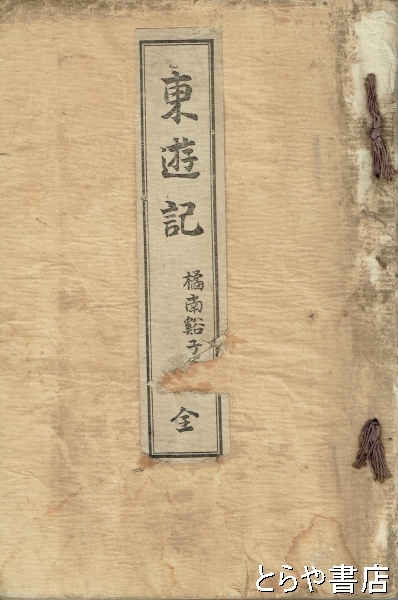 東遊記
橘南谿子
全
とらや書店